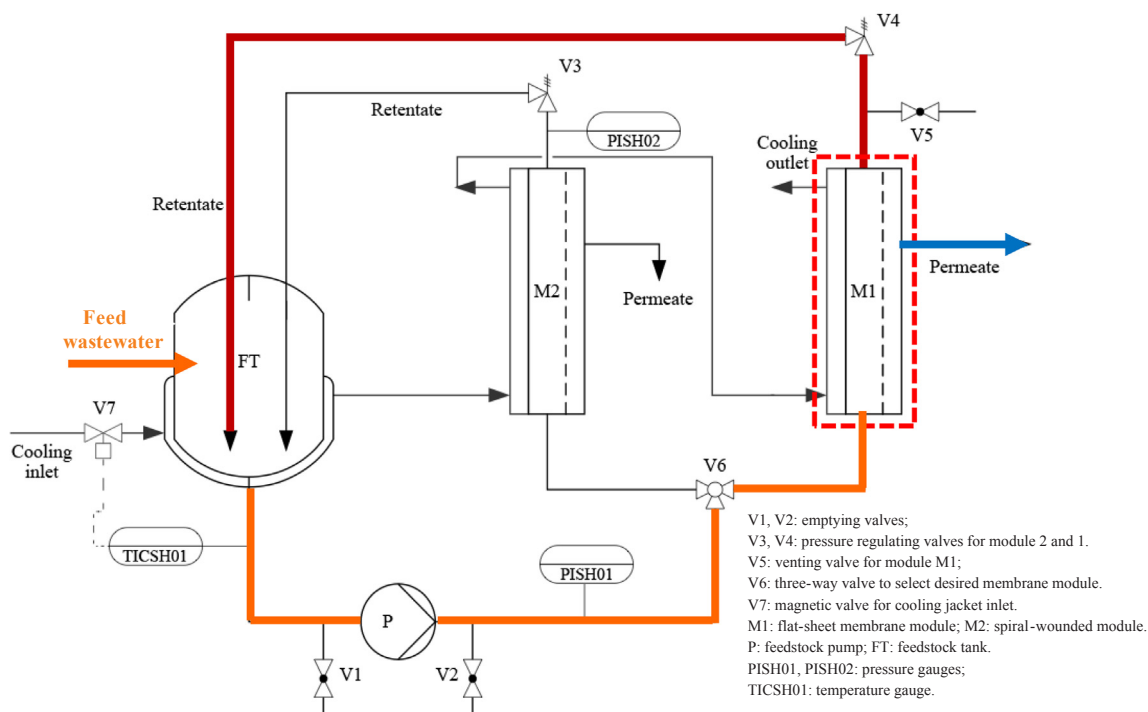 V4
V3
Retentate
PISH02
V5
Cooling
outlet
Retentate
M2
M1
Permeate
Permeate
Feed
wastewater
FT
V7
Cooling
inlet
V6
TICSH01
PISH01
P
V1
V2
V1, V2: emptying valves;
V3, V4: pressure regulating valves for module 2 and 1.
V5: venting valve for module M1;
V6: three-way valve to select desired membrane module.
V7: magnetic valve for cooling jacket inlet.
M1: flat-sheet membrane module; M2: spiral-wounded module.
P: feedstock pump; FT: feedstock tank.
PISH01, PISH02: pressure gauges;
TICSH01: temperature gauge.